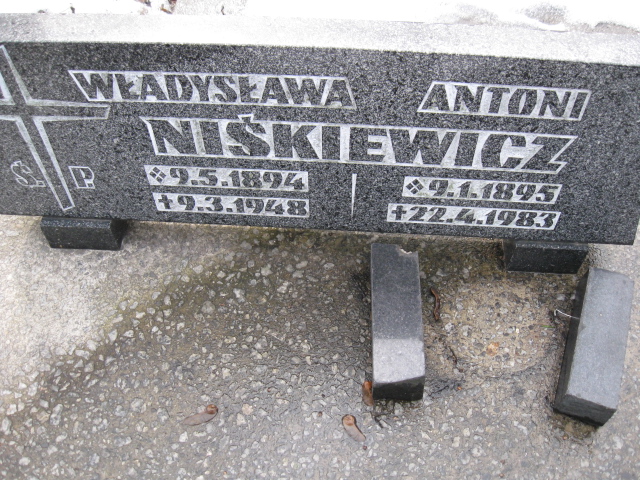 WŁADYSŁAWA ANTONI
NIŚKIEWICZ
Ś. P. 9.5.1894 9.1.1895
✝9.3.1948 ✝22.4.1983